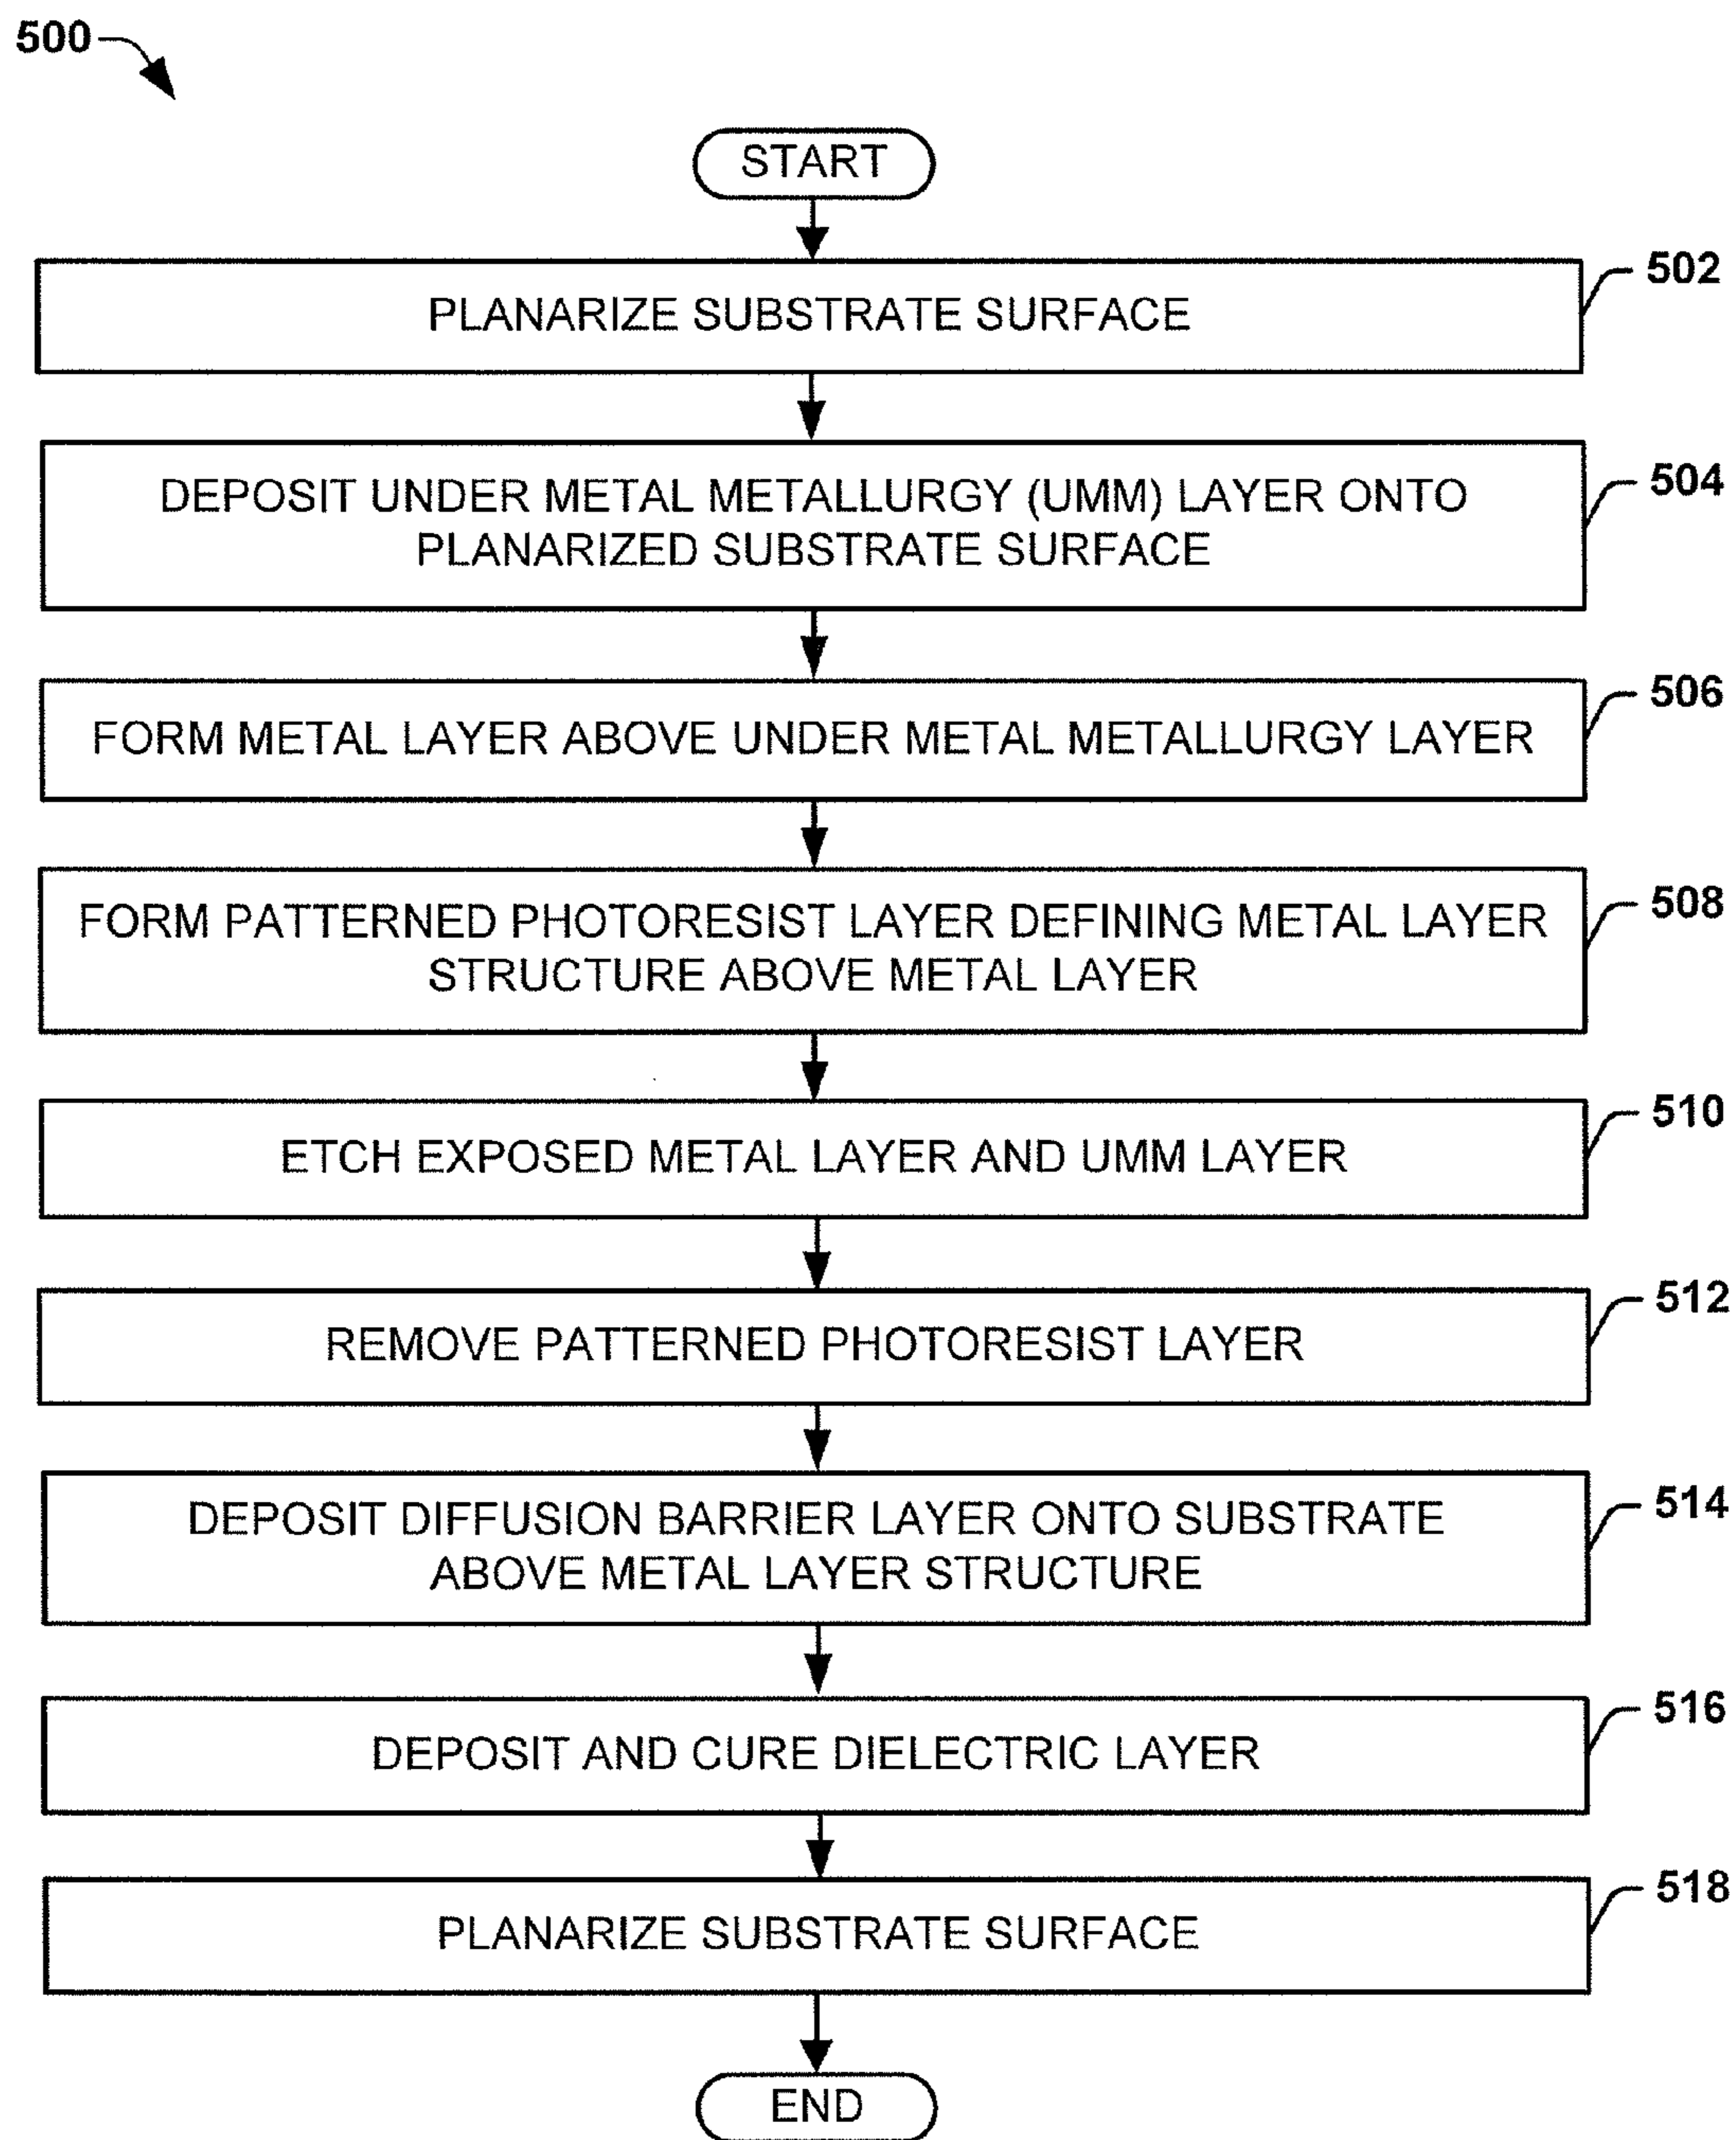 500
START
PLANARIZE SUBSTRATE SURFACE
502
DEPOSIT UNDER METAL METALLURGY (UMM) LAYER ONTO
PLANARIZED SUBSTRATE SURFACE
504
FORM METAL LAYER ABOVE UNDER METAL METALLURGY LAYER
506
FORM PATTERNED PHOTORESIST LAYER DEFINING METAL LAYER
STRUCTURE ABOVE METAL LAYER
508
ETCH EXPOSED METAL LAYER AND UMM LAYER
510
REMOVE PATTERNED PHOTORESIST LAYER
512
DEPOSIT DIFFUSION BARRIER LAYER ONTO SUBSTRATE
ABOVE METAL LAYER STRUCTURE
514
DEPOSIT AND CURE DIELECTRIC LAYER
516
PLANARIZE SUBSTRATE SURFACE
518
END